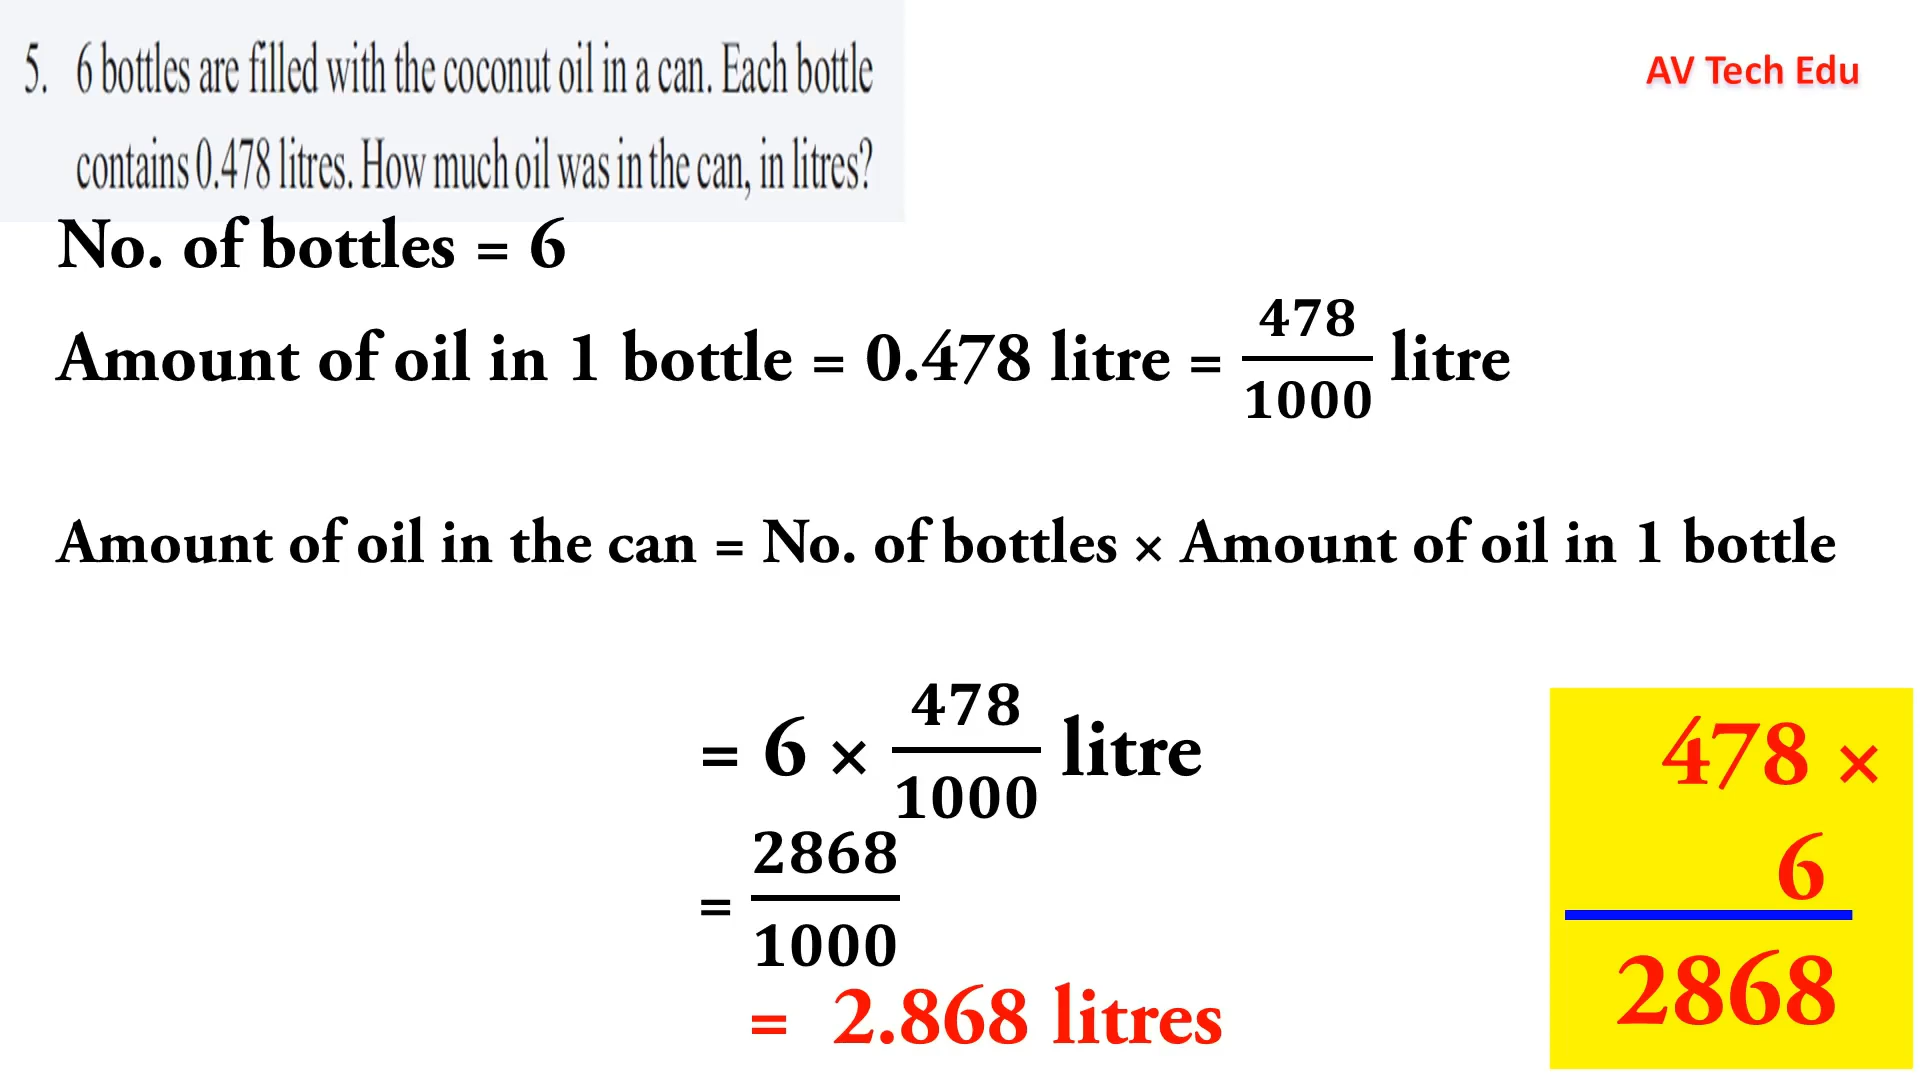 5. 6 bottles are filled with the coconut oil in a can. Each bottle
contains 0.478 litres. How much oil was in the can, in litres?
AV Tech Edu
No. of bottles = 6
Amount of oil in 1 bottle = 0.478 litre = 478/1000 litre
Amount of oil in the can = No. of bottles × Amount of oil in 1 bottle
= 6 × 478/1000 litre
= 2868/1000
= 2.868 litres
478 ×
6
2868